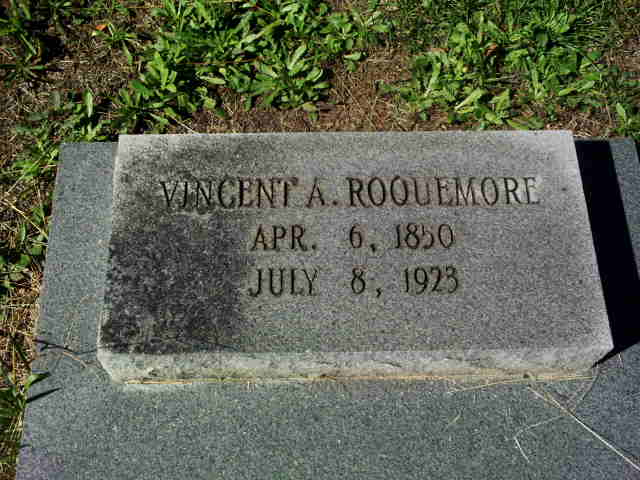 VINCENT A. ROQUEMORE
APR. 6, 1850
JULY 8, 1923